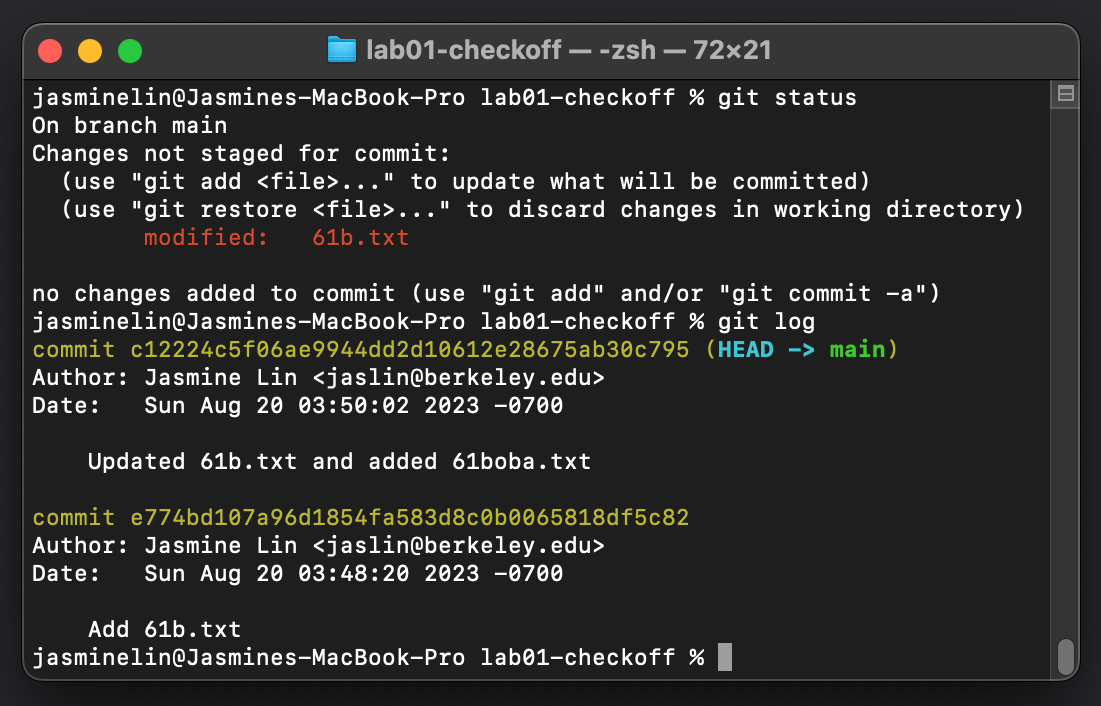 lab01-checkoff — -zsh — 72×21
jasminelin@Jasmines-MacBook-Pro lab01-checkoff % git status
On branch main
Changes not staged for commit:
  (use "git add <file>..." to update what will be committed)
  (use "git restore <file>..." to discard changes in working directory)
        modified:   61b.txt

no changes added to commit (use "git add" and/or "git commit -a")
jasminelin@Jasmines-MacBook-Pro lab01-checkoff % git log
commit c12224c5f06ae9944dd2d10612e28675ab30c795 (HEAD -> main)
Author: Jasmine Lin <jaslin@berkeley.edu>
Date:   Sun Aug 20 03:50:02 2023 -0700

    Updated 61b.txt and added 61boba.txt

commit e774bd107a96d1854fa583d8c0b0065818df5c82
Author: Jasmine Lin <jaslin@berkeley.edu>
Date:   Sun Aug 20 03:48:20 2023 -0700

    Add 61b.txt
jasminelin@Jasmines-MacBook-Pro lab01-checkoff %